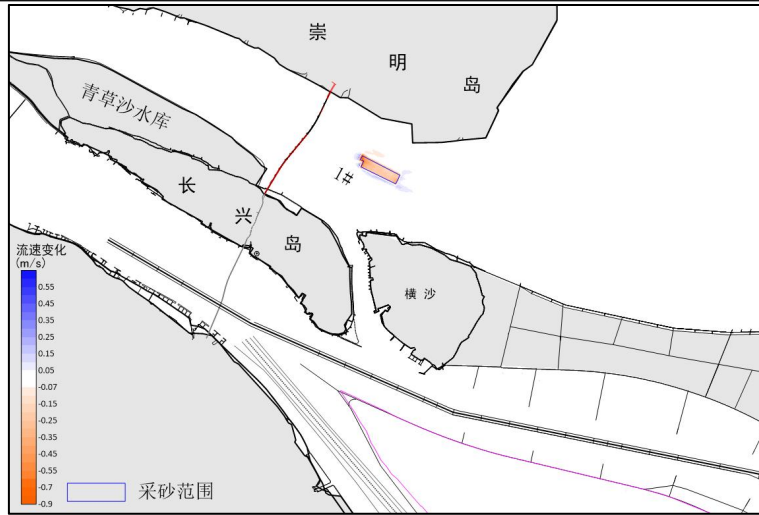 崇
明
岛
青草沙水库
1#
长
兴
岛
横沙
流速变化
(m/s)
0.55
0.45
0.35
0.25
0.15
0.05
-0.07
-0.15
-0.25
-0.35
-0.45
-0.55
-0.7
-0.9
采砂范围